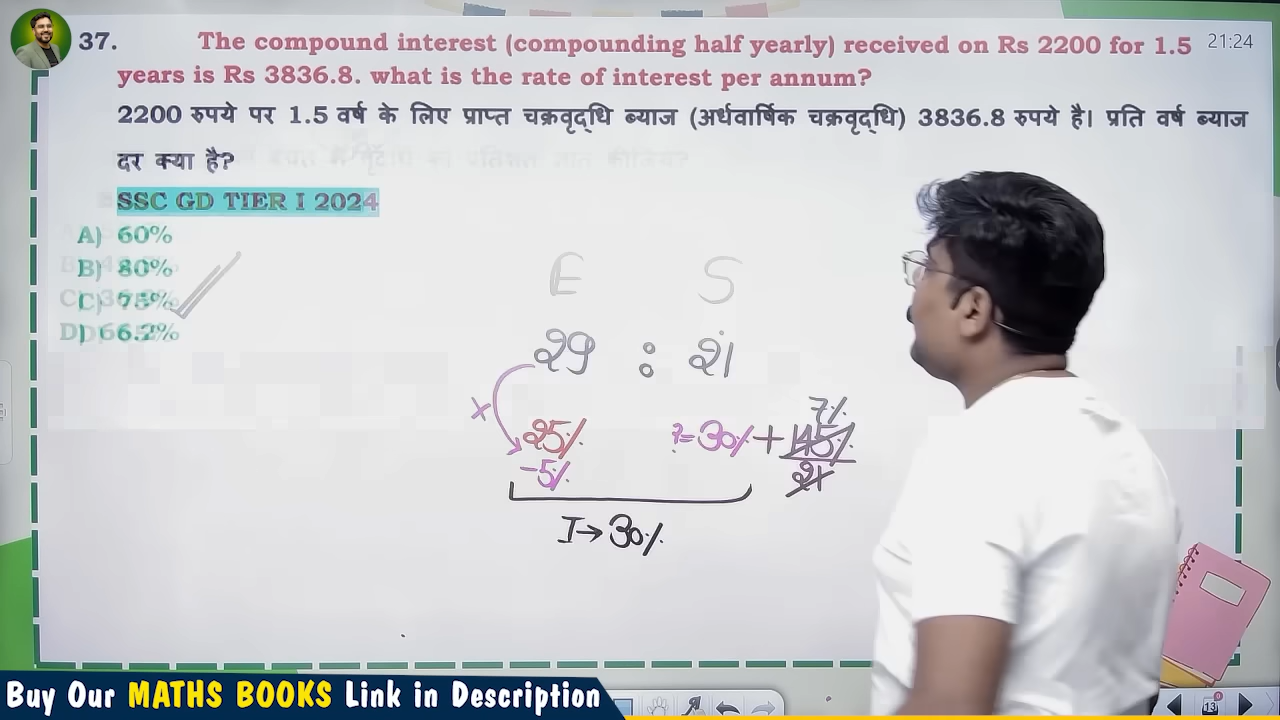 37. The compound interest (compounding half yearly) received on Rs 2200 for 1.5
21:24
years is Rs 3836.8. what is the rate of interest per annum?
2200 रुपये पर 1.5 वर्ष के लिए प्राप्त चक्रवृद्धि ब्याज (अर्धवार्षिक चक्रवृद्धि) 3836.8 रुपये है। प्रति वर्ष ब्याज
दर क्या है?
SSC GD TIER I 2024
A) 60%
B) 80%
C) 75%
D) 66.2%
E S
29 : 21
7%
x 25% ?=30% + 145%
-5% 21
I→30%
Buy Our MATHS BOOKS Link in Description
13